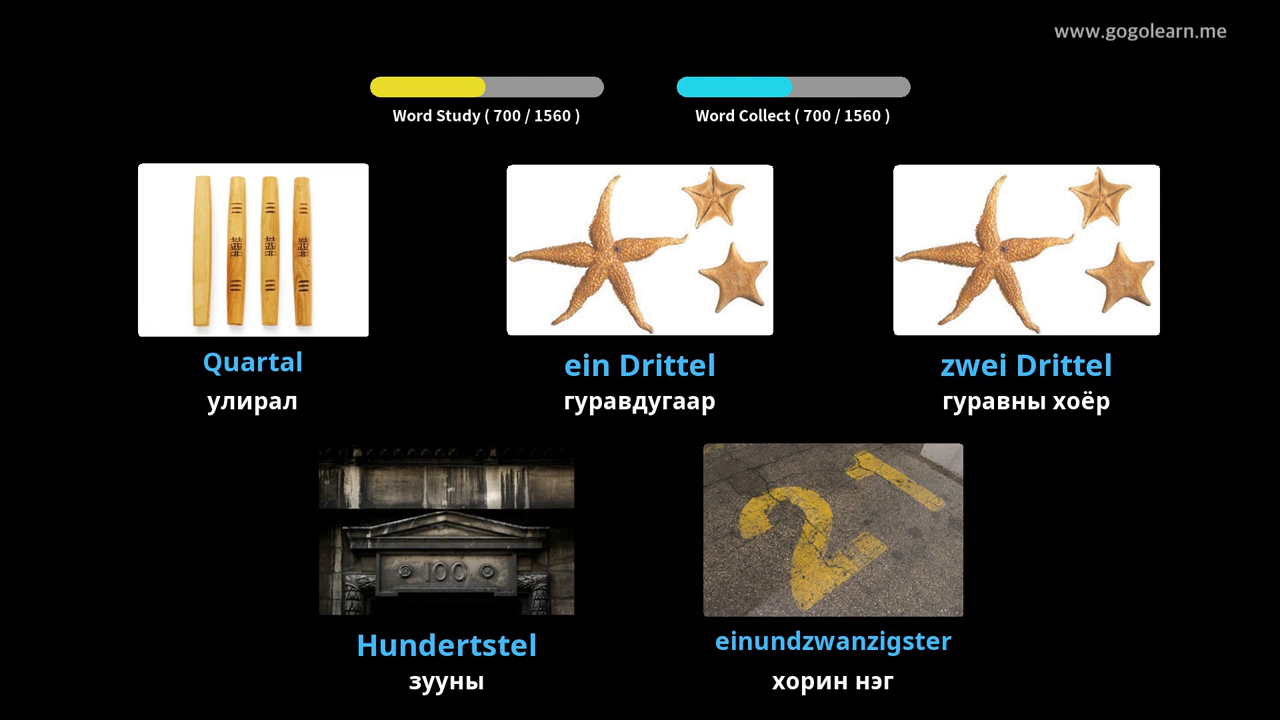 www.gogolearn.me
Word Study ( 700 / 1560 )
Word Collect ( 700 / 1560 )
Quartal
улирал
ein Drittel
гуравдугаар
zwei Drittel
гуравны хоёр
100
21
Hundertstel
зууны
einundzwanzigster
хорин нэг